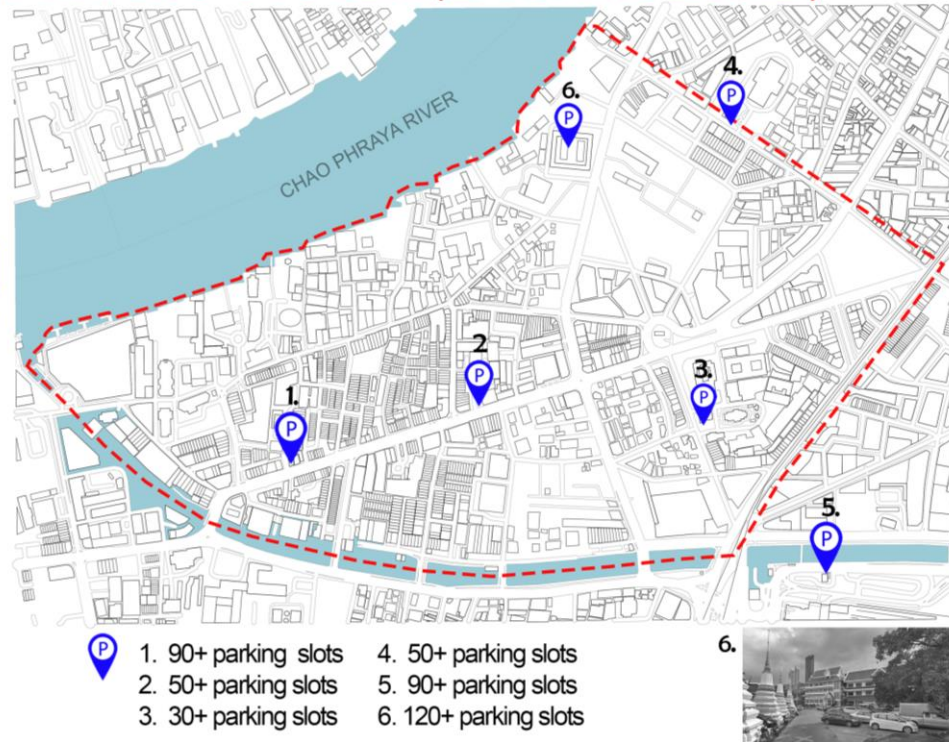 4.
6.
CHAO PHRAYA RIVER
P
P
2
3.
1.
P
P
P
5.
P
P
1. 90+ parking slots
2. 50+ parking slots
3. 30+ parking slots
4. 50+ parking slots
5. 90+ parking slots
6. 120+ parking slots
6.